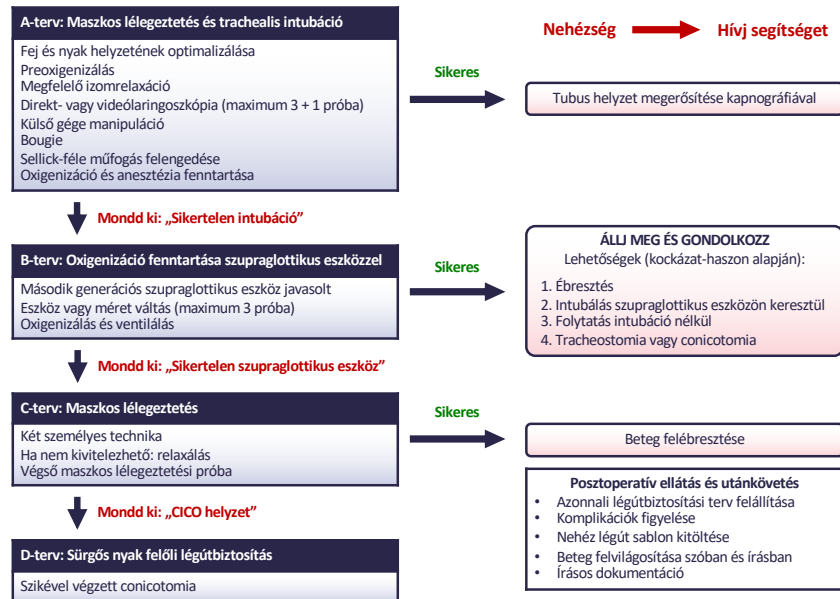 A-terv: Maszkos lélegeztetés és trachealis intubáció
Fej és nyak helyzetének optimalizálása
Preoxigenizálás
Megfelelő izomrelaxáció
Direkt- vagy videólaringoszkópia (maximum 3 + 1 próba)
Külső gége manipuláció
Bougie
Sellick-féle műfogás felengedése
Oxigenizáció és anesztézia fenntartása
Sikeres
Nehézség
Hívj segítséget
Tubus helyzet megerősítése kapnográfiával
Mondd ki: „Sikertelen intubáció”
B-terv: Oxigenizáció fenntartása szupraglottikus eszközzel
Második generációs szupraglottikus eszköz javasolt
Eszköz vagy méret váltás (maximum 3 próba)
Oxigenizálás és ventilálás
Sikeres
ÁLLJ MEG ÉS GONDOLKOZZ
Lehetőségek (kockázat-haszon alapján):
1. Ébresztés
2. Intubálás szupraglottikus eszközön keresztül
3. Folytatás intubáció nélkül
4. Tracheostomia vagy conicotomia
Mondd ki: „Sikertelen szupraglottikus eszköz”
C-terv: Maszkos lélegeztetés
Két személyes technika
Ha nem kivitelezhető: relaxálás
Végső maszkos lélegeztetési próba
Sikeres
Beteg felébresztése
Mondd ki: „CICO helyzet”
D-terv: Sürgős nyak felőli légútbiztosítás
Szikével végzett conicotomia
Posztoperatív ellátás és utánkövetés
• Azonnali légútbiztosítási terv felállítása
• Komplikációk figyelése
• Nehéz légút sablon kitöltése
• Beteg felvilágosítása szóban és írásban
• Írásos dokumentáció